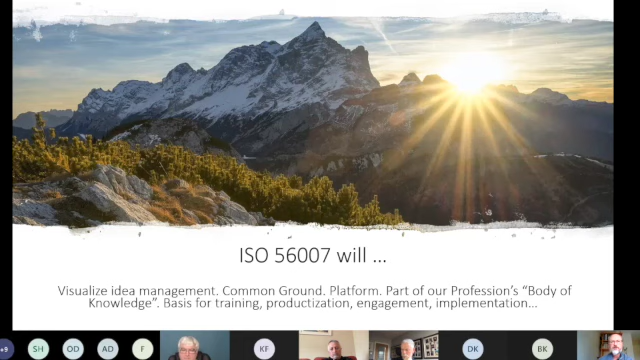 ISO 56007 will ...
Visualize idea management. Common Ground. Platform. Part of our Profession's “Body of
Knowledge”. Basis for training, productization, engagement, implementation...
+9
SH
OD
AD
F
KF
DK
BK